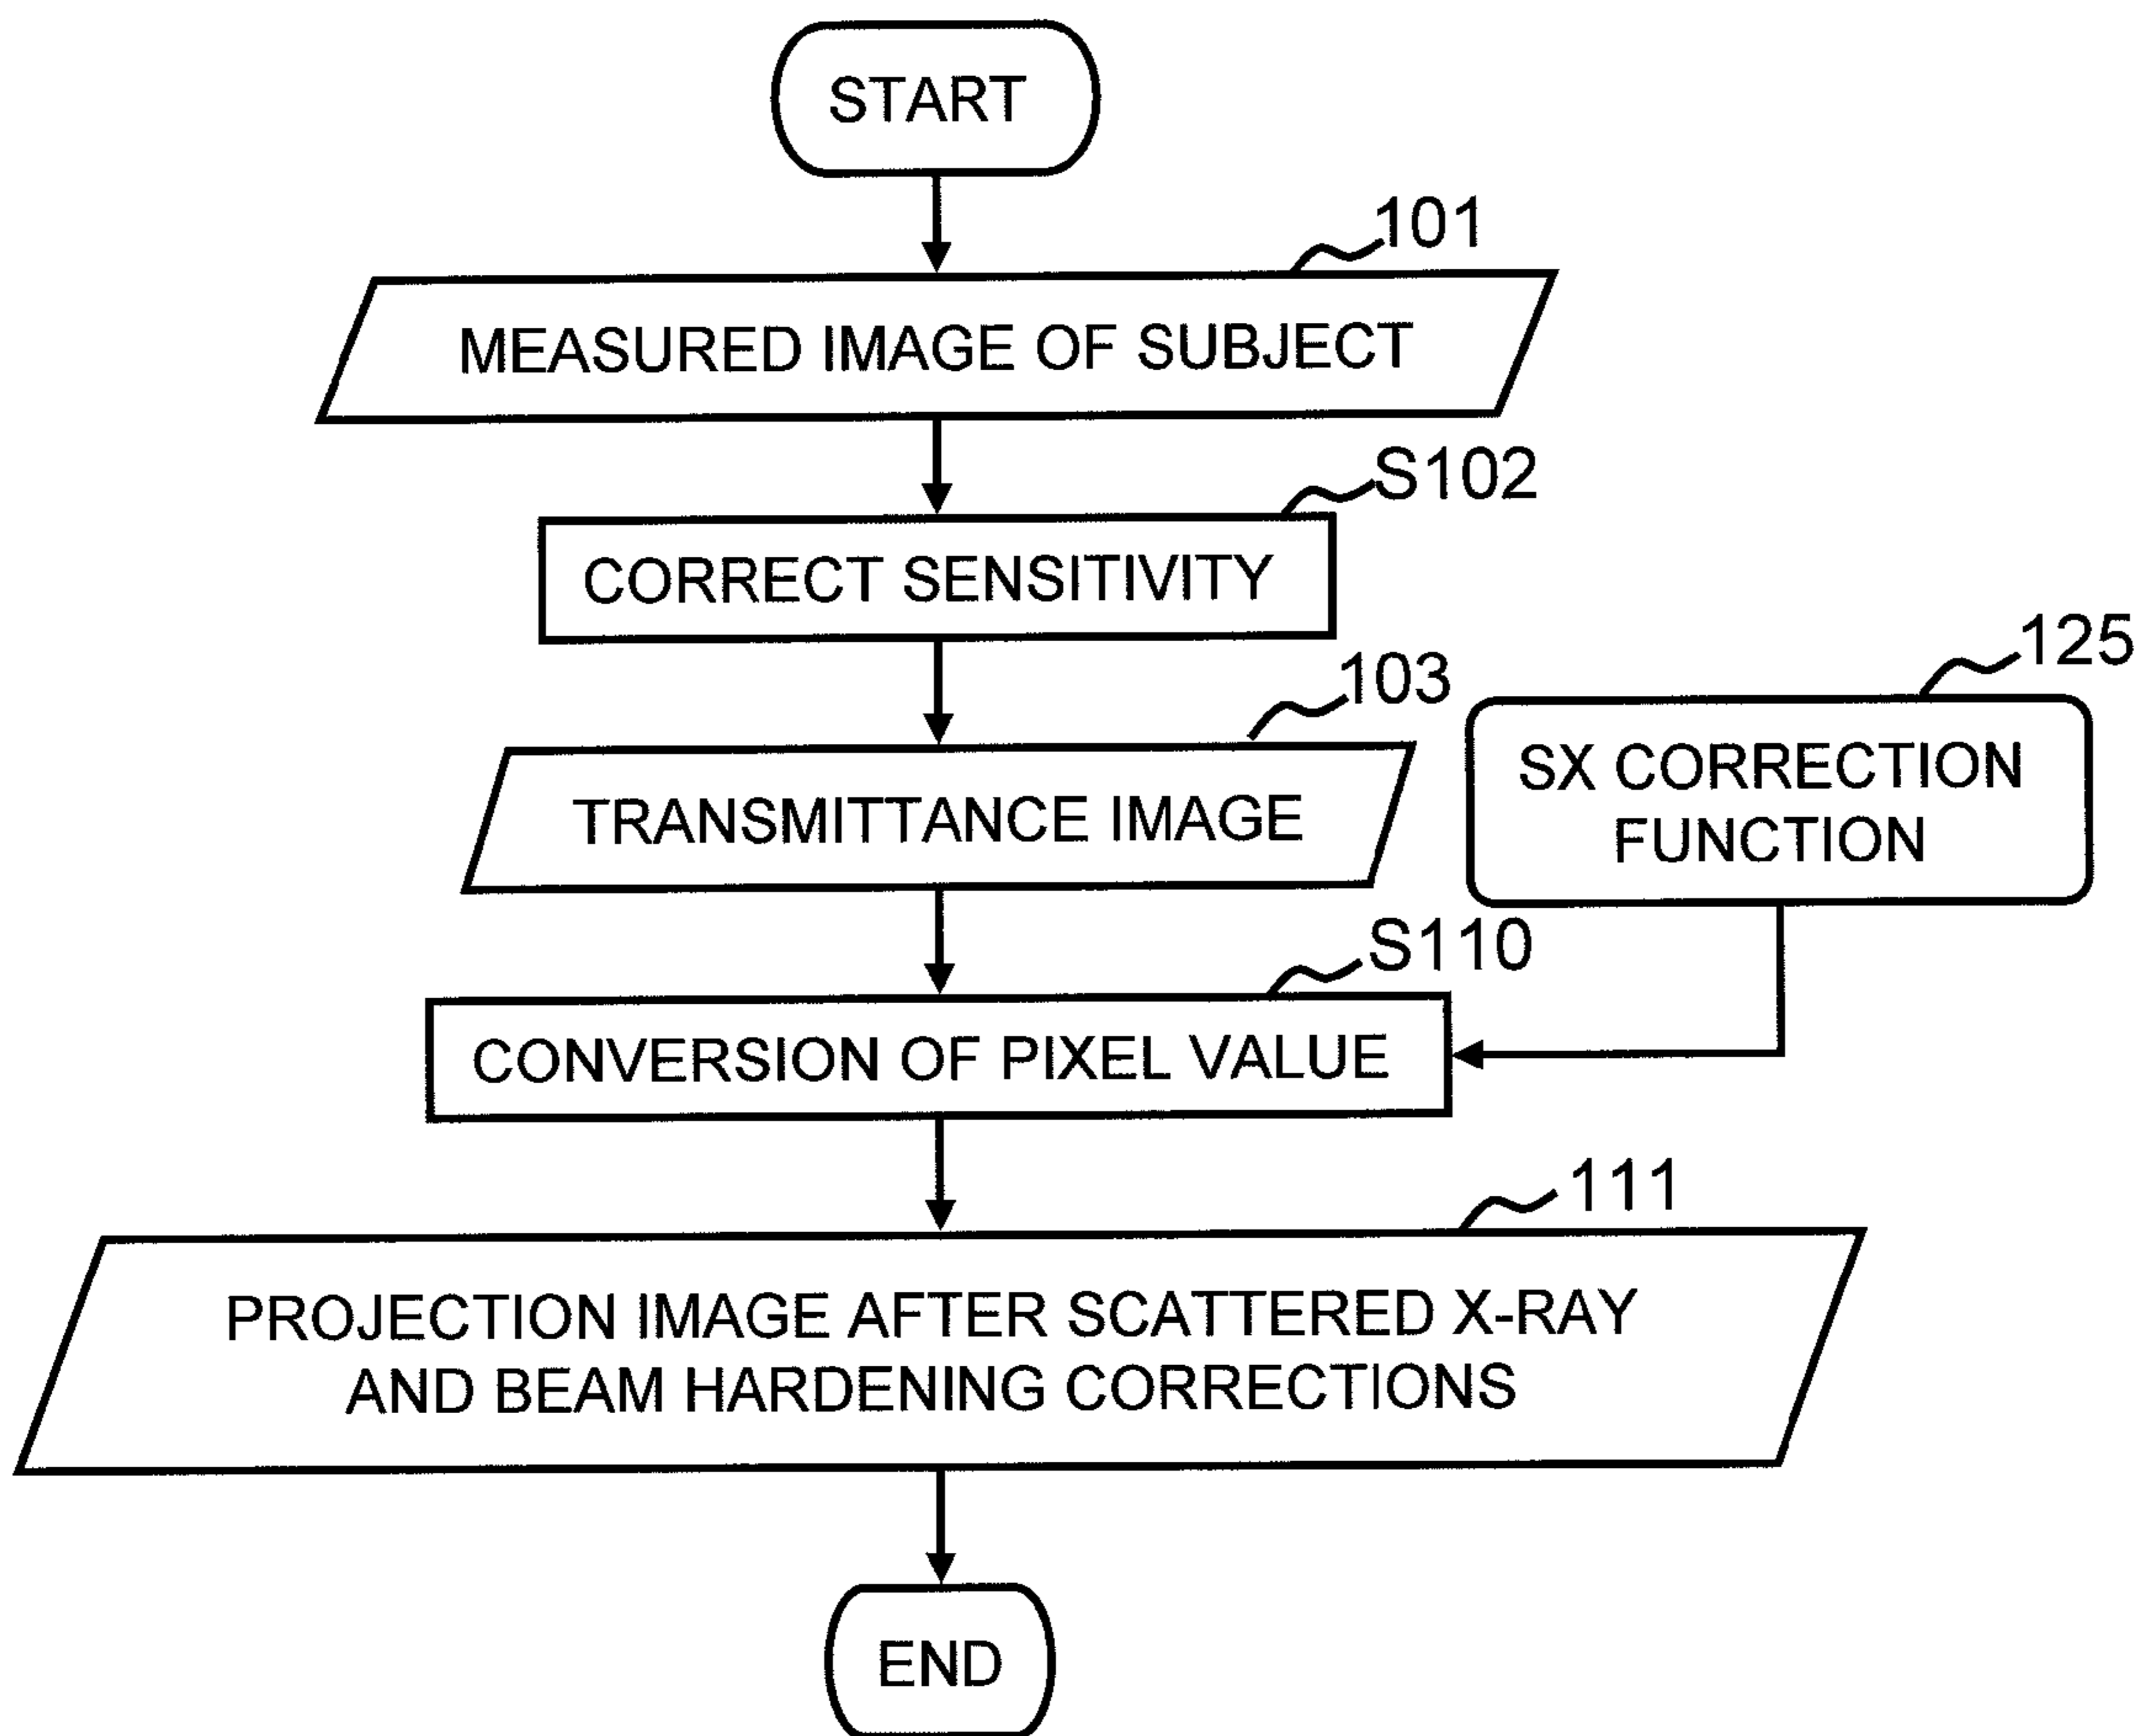 START
101
MEASURED IMAGE OF SUBJECT
S102
CORRECT SENSITIVITY
125
103
SX CORRECTION
FUNCTION
TRANSMITTANCE IMAGE
S110
CONVERSION OF PIXEL VALUE
111
PROJECTION IMAGE AFTER SCATTERED X-RAY
AND BEAM HARDENING CORRECTIONS
END